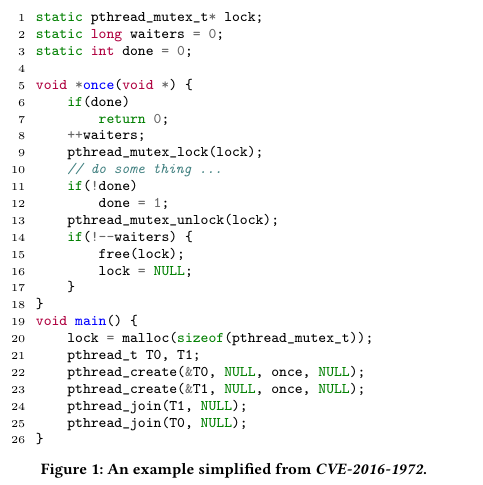 1 static pthread_mutex_t* lock;
2 static long waiters = 0;
3 static int done = 0;
4
5 void *once(void *) {
6     if(done)
7         return 0;
8     ++waiters;
9     pthread_mutex_lock(lock);
10     // do some thing ...
11     if(!done)
12         done = 1;
13     pthread_mutex_unlock(lock);
14     if(!--waiters) {
15         free(lock);
16         lock = NULL;
17     }
18 }
19 void main() {
20     lock = malloc(sizeof(pthread_mutex_t));
21     pthread_t T0, T1;
22     pthread_create(&T0, NULL, once, NULL);
23     pthread_create(&T1, NULL, once, NULL);
24     pthread_join(T1, NULL);
25     pthread_join(T0, NULL);
26 }
Figure 1: An example simplified from CVE-2016-1972.